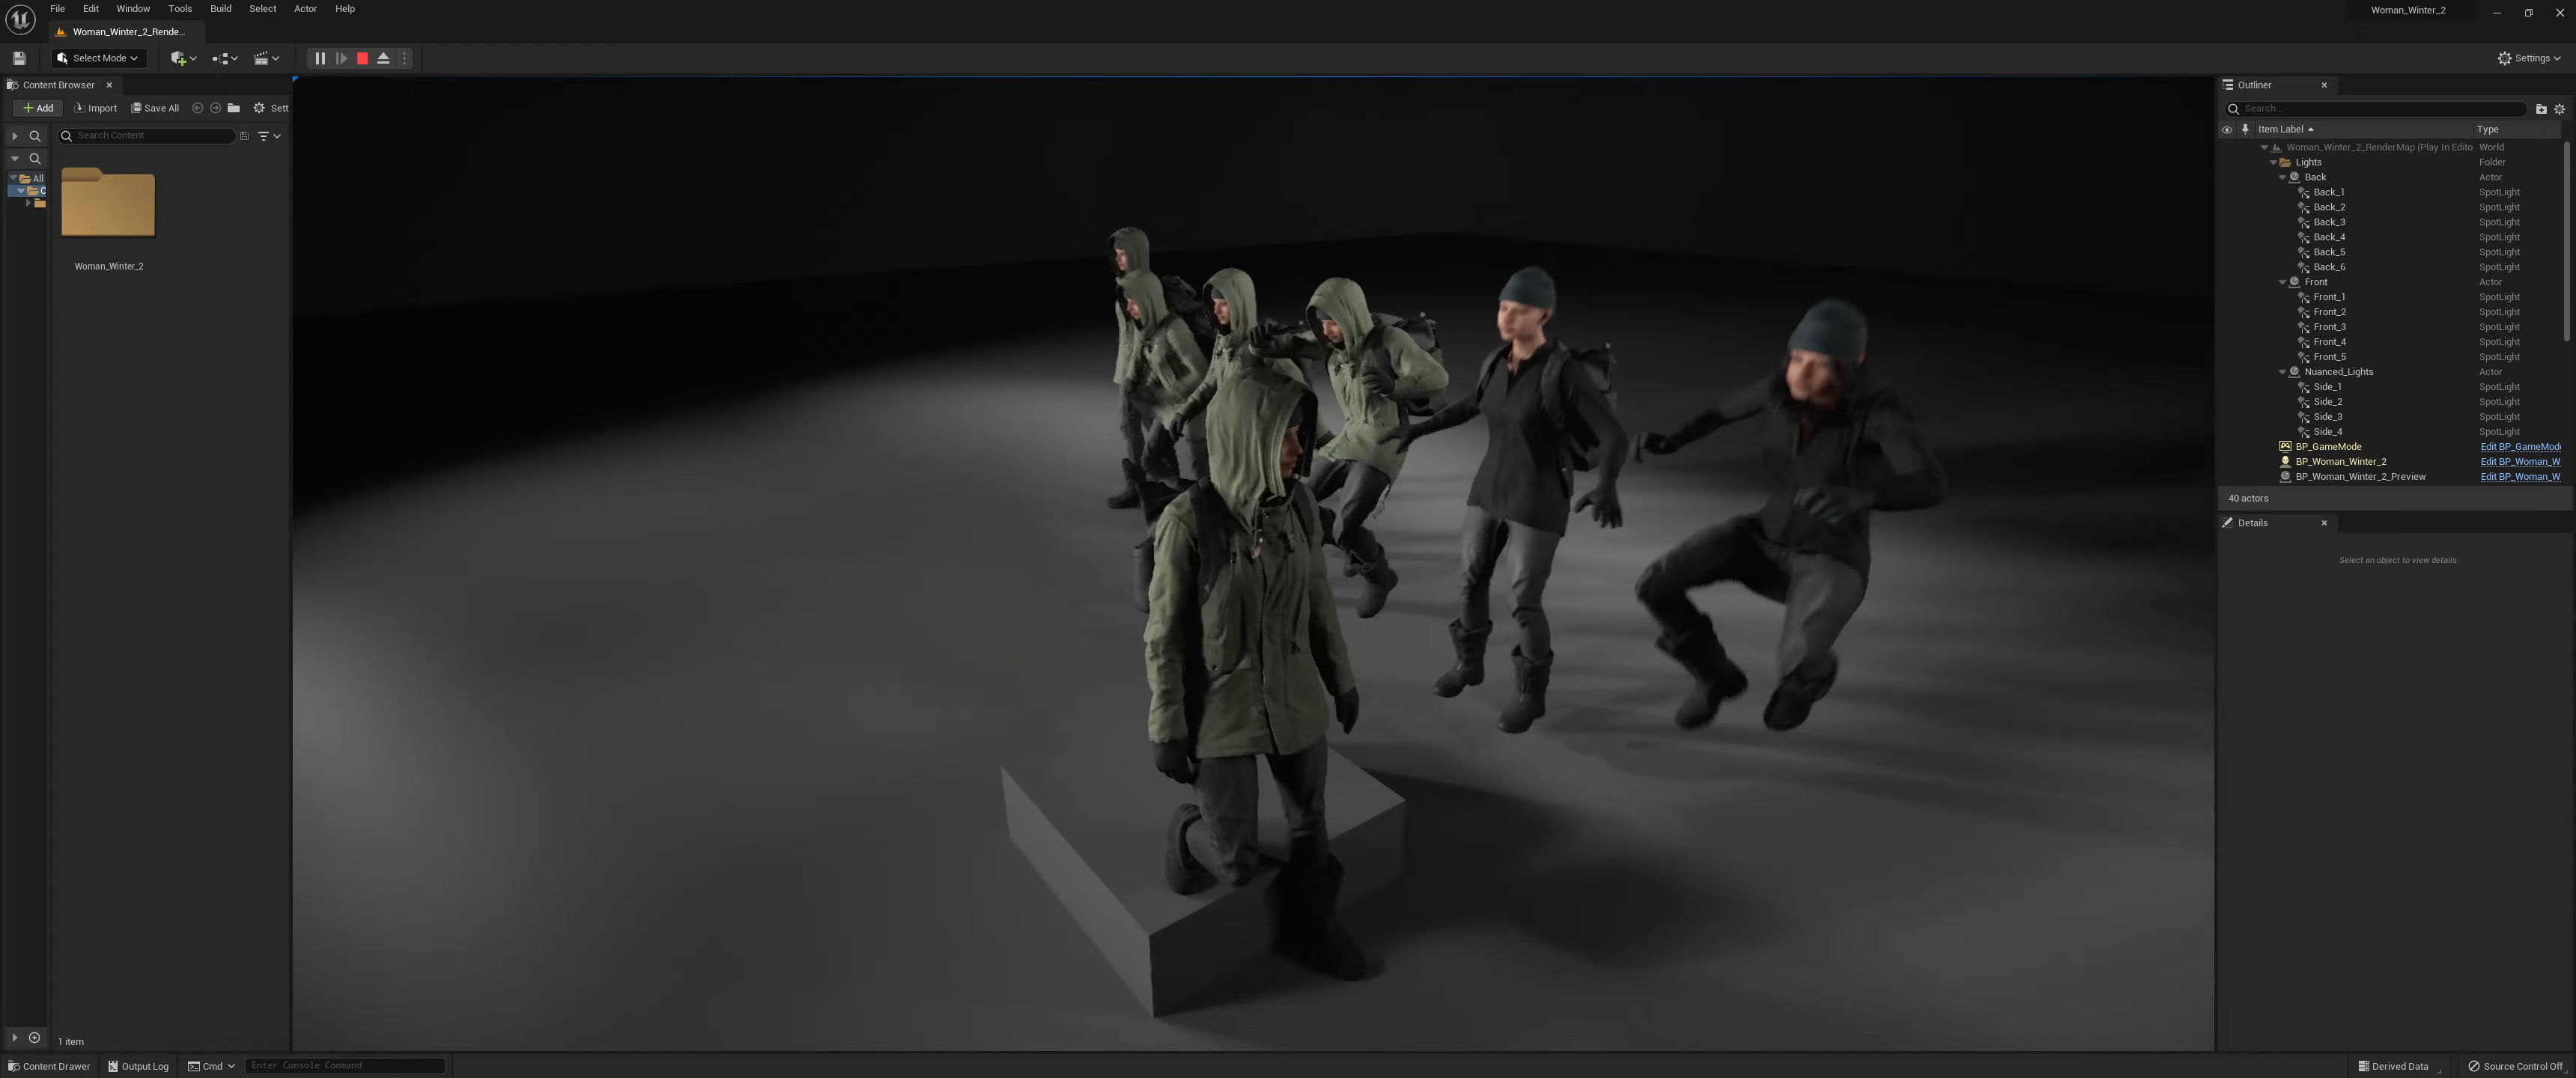 File Edit Window Tools Build Select Actor Help
Woman_Winter_2
Woman_Winter_2_Rende...
Select Mode
Settings
Content Browser
Outliner
Add Import Save All Sett
Search...
Search Content
Item Label Type
Woman_Winter_2_RenderMap (Play In Edito World
Lights Folder
All
Back Actor
C
Back_1 SpotLight
Back_2 SpotLight
Back_3 SpotLight
Back_4 SpotLight
Back_5 SpotLight
Woman_Winter_2
Back_6 SpotLight
Front Actor
Front_1 SpotLight
Front_2 SpotLight
Front_3 SpotLight
Front_4 SpotLight
Front_5 SpotLight
Nuanced_Lights Actor
Side_1 SpotLight
Side_2 SpotLight
Side_3 SpotLight
Side_4 SpotLight
BP_GameMode Edit BP_GameMod
BP_Woman_Winter_2 Edit BP_Woman_W
BP_Woman_Winter_2_Preview Edit BP_Woman_W
40 actors
Details
Select an object to view details.
1 item
Content Drawer Output Log Cmd Enter Console Command Derived Data Source Control Off